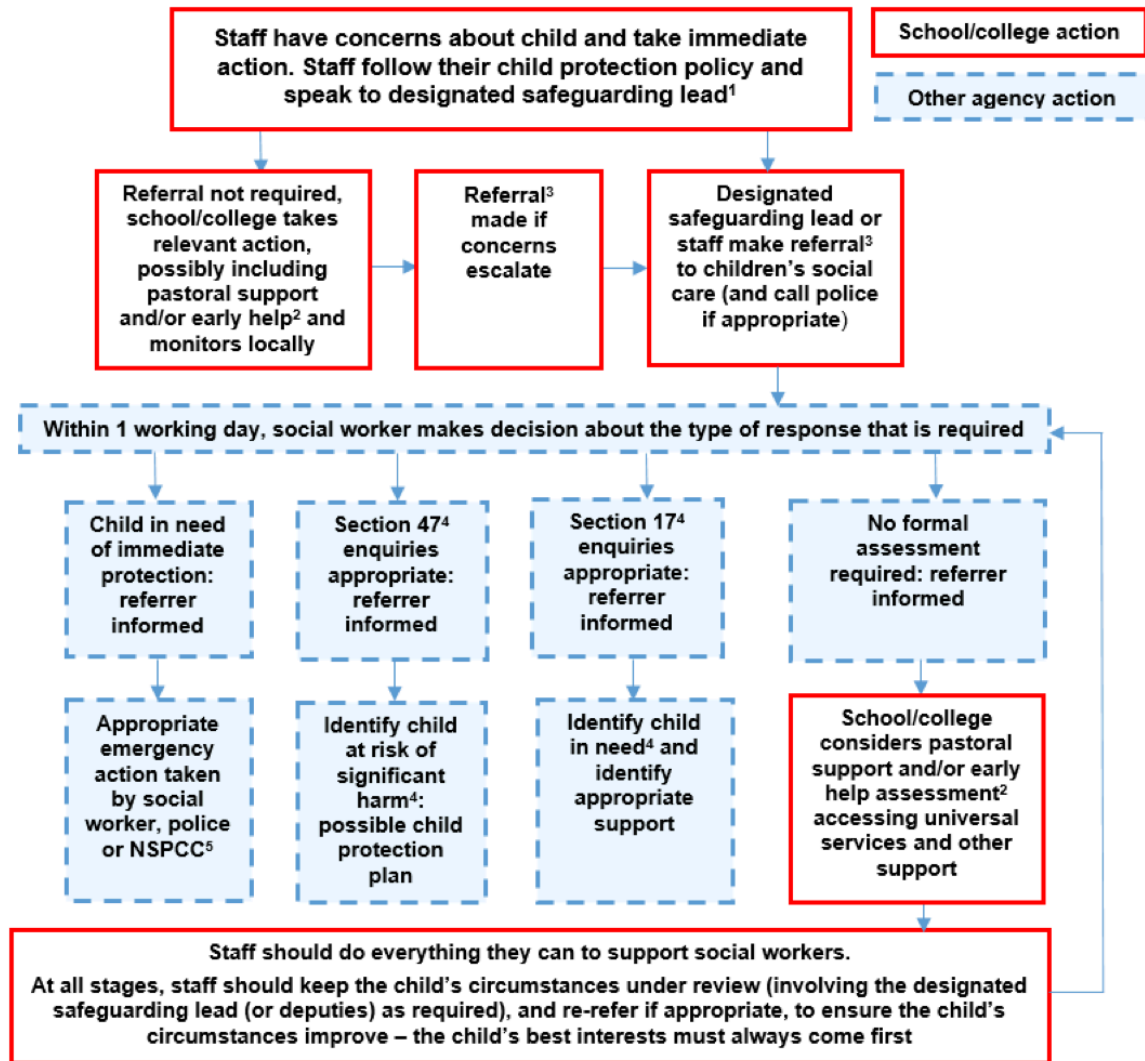 Staff have concerns about child and take immediate
action. Staff follow their child protection policy and
speak to designated safeguarding lead¹
School/college action
Other agency action
Referral not required,
school/college takes
relevant action,
possibly including
pastoral support
and/or early help² and
monitors locally
Referral³
made if
concerns
escalate
Designated
safeguarding lead or
staff make referral³
to children’s social
care (and call police
if appropriate)
Within 1 working day, social worker makes decision about the type of response that is required
Child in need
of immediate
protection:
referrer
informed
Section 47⁴
enquiries
appropriate:
referrer
informed
Section 17⁴
enquiries
appropriate:
referrer
informed
No formal
assessment
required: referrer
informed
Appropriate
emergency
action taken
by social
worker, police
or NSPCC⁵
Identify child
at risk of
significant
harm⁴:
possible child
protection
plan
Identify child
in need⁴ and
identify
appropriate
support
School/college
considers pastoral
support and/or early
help assessment²
accessing universal
services and other
support
Staff should do everything they can to support social workers.
At all stages, staff should keep the child’s circumstances under review (involving the designated
safeguarding lead (or deputies) as required), and re-refer if appropriate, to ensure the child’s
circumstances improve – the child’s best interests must always come first